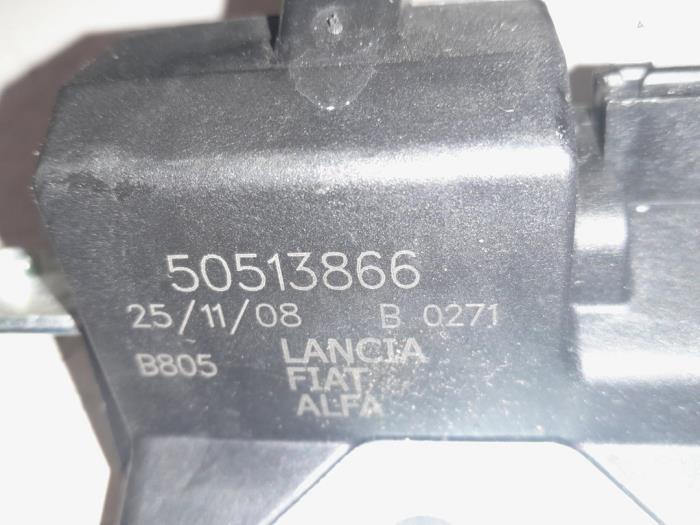 50513866
25/11/08 B 0271
B805 LANCIA
FIAT
ALFA